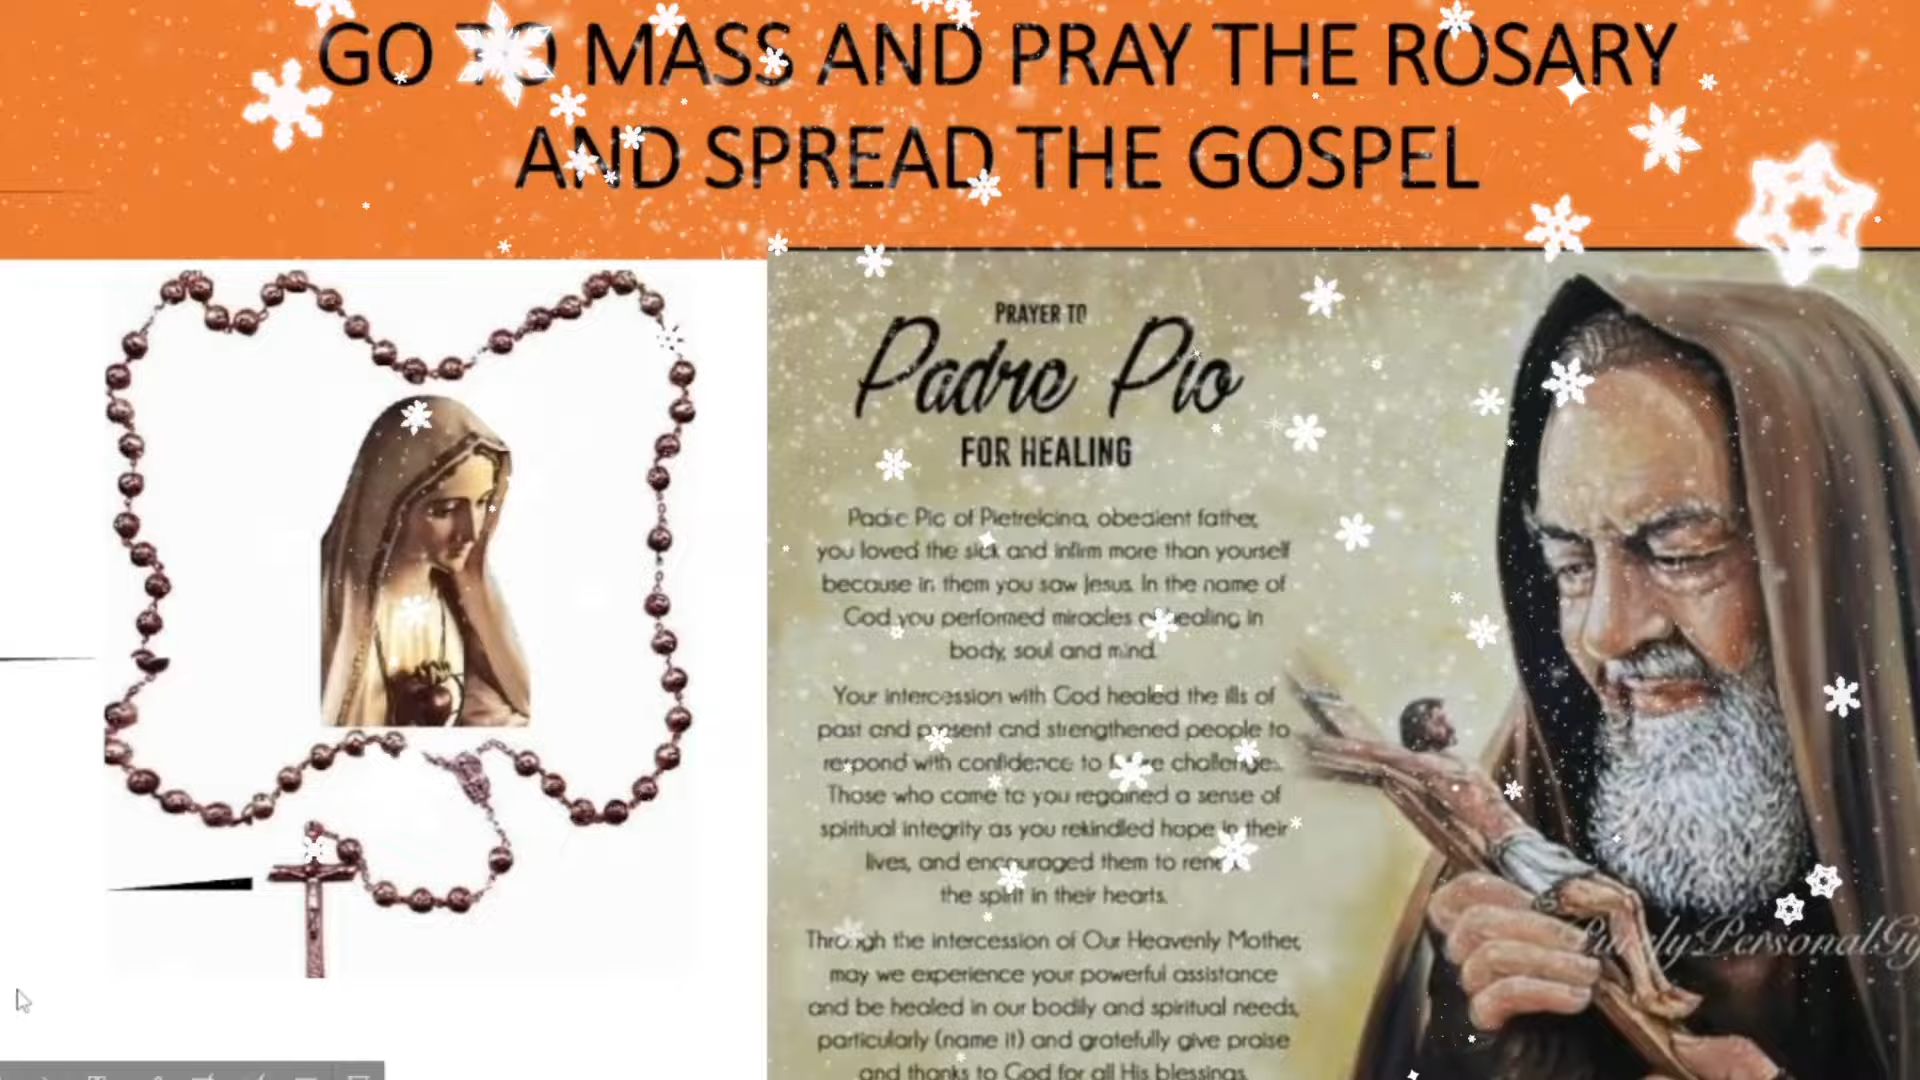 GO TO MASS AND PRAY THE ROSARY
AND SPREAD THE GOSPEL
PRAYER TO
Padre Pio
FOR HEALING
Padre Pio of Pietrelcina, obedient father,
you loved the sick and infirm more than yourself
because in them you saw Jesus. In the name of
God you performed miracles of healing in
body, soul and mind.
Your intercession with God healed the ills of
past and present and strengthened people to
respond with confidence to future challenges.
Those who came to you regained a sense of
spiritual integrity as you rekindled hope in their
lives, and encouraged them to renew
the spirit in their hearts.
Through the intercession of Our Heavenly Mother,
may we experience your powerful assistance
and be healed in our bodily and spiritual needs,
particularly (name it) and gratefully give praise
and thanks to God for all His blessings.